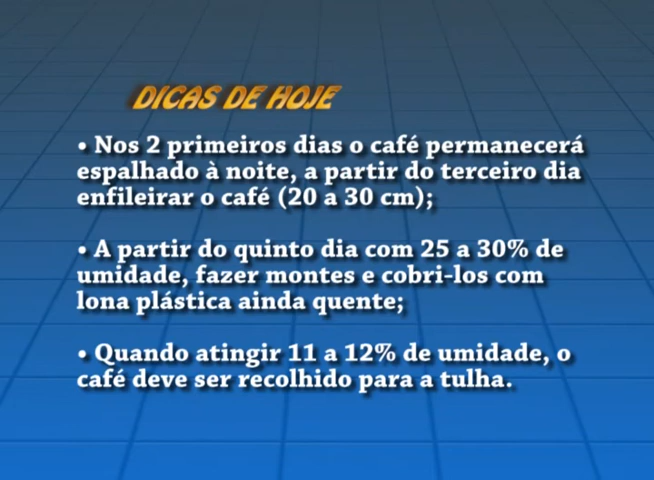 DICAS DE HOJE
• Nos 2 primeiros dias o café permanecerá
espalhado à noite, a partir do terceiro dia
enfileirar o café (20 a 30 cm);
• A partir do quinto dia com 25 a 30% de
umidade, fazer montes e cobri-los com
lona plástica ainda quente;
• Quando atingir 11 a 12% de umidade, o
café deve ser recolhido para a tulha.